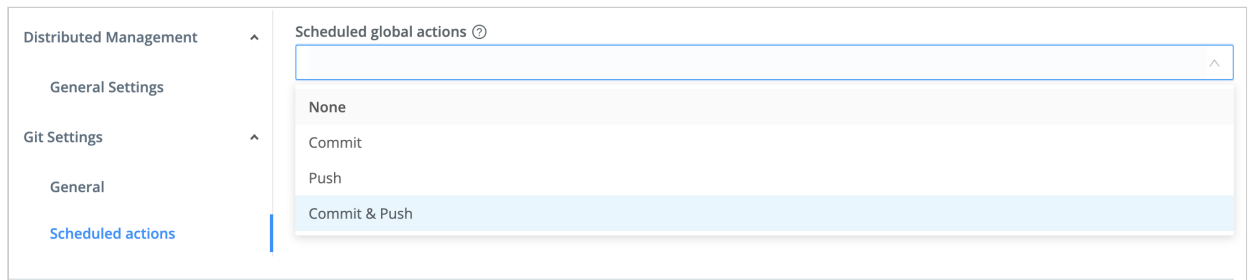 Distributed Management
General Settings
Git Settings
General
Scheduled actions
Scheduled global actions ?
None
Commit
Push
Commit & Push